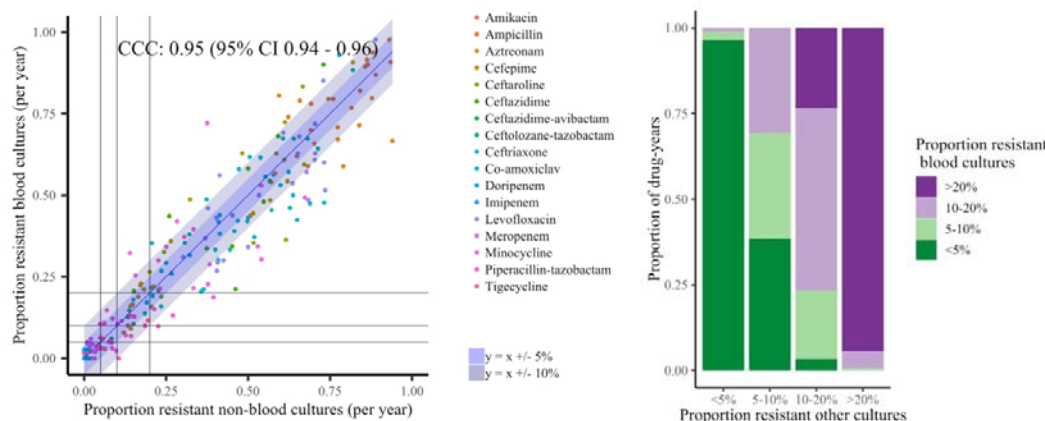 1.00
0.75
0.50
0.25
0.00
Proportion resistant blood cultures (per year)
CCC: 0.95 (95% CI 0.94 - 0.96)
0.00 0.25 0.50 0.75 1.00
Proportion resistant non-blood cultures (per year)
Amikacin
Ampicillin
Aztreonam
Cefepime
Ceftaroline
Ceftazidime
Ceftazidime-avibactam
Ceftolozane-tazobactam
Ceftriaxone
Co-amoxiclav
Doripenem
Imipenem
Levofloxacin
Meropenem
Minocycline
Piperacillin-tazobactam
Tigecycline
y = x +/- 5%
y = x +/- 10%
1.00
0.75
0.50
0.25
0.00
Proportion of drug-years
<5% 5-10% 10-20% >20%
Proportion resistant other cultures
Proportion resistant
blood cultures
>20%
10-20%
5-10%
<5%